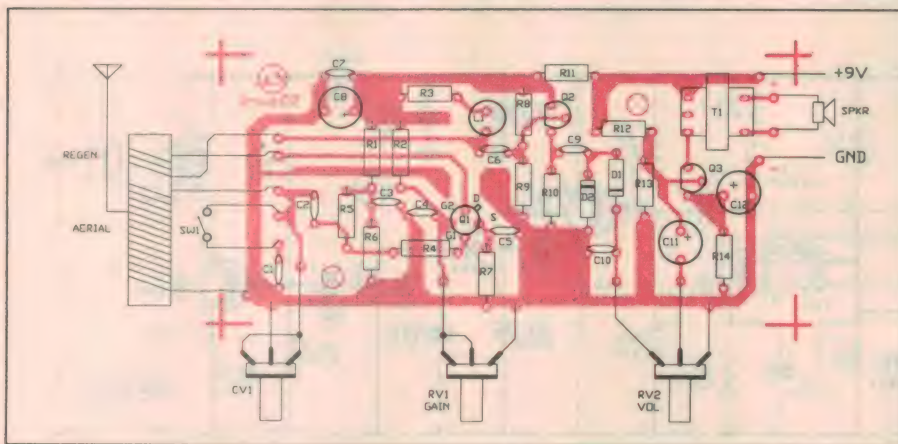 C7
R11
+9V
C8
R3
R8
Q2
T1
SPKR
L1
R12
REGEN.
R1
R2
C6
C9
GND
D1
Q3
R9
R10
D2
R13
C12
+
C3
G2
D
AERIAL
SW1
C2
R5
C4
Q1
S
C11
+
R6
R4
G1
C5
C10
R14
C1
R7
CV1
RV1
GAIN
RV2
VOL